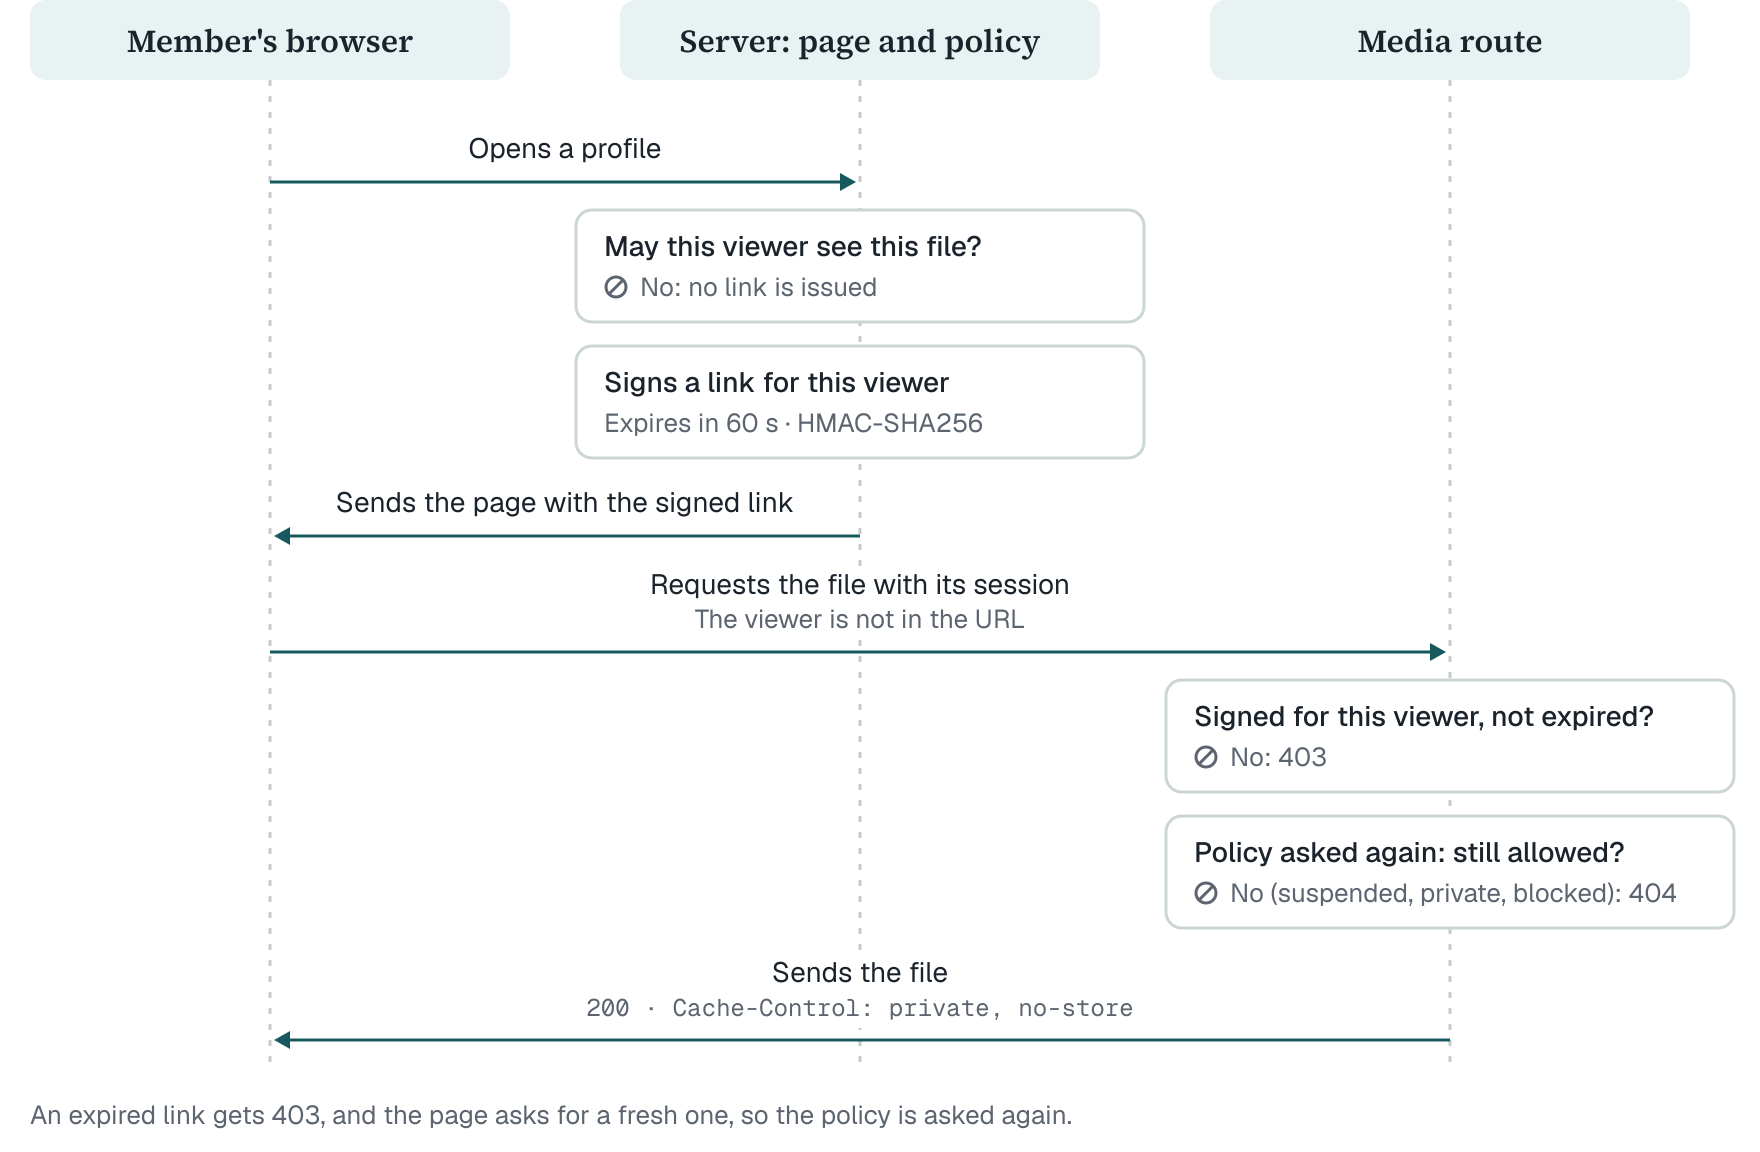 Member's browser
Server: page and policy
Media route
Opens a profile
May this viewer see this file?
No: no link is issued
Signs a link for this viewer
Expires in 60 s · HMAC-SHA256
Sends the page with the signed link
Requests the file with its session
The viewer is not in the URL
Signed for this viewer, not expired?
No: 403
Policy asked again: still allowed?
No (suspended, private, blocked): 404
Sends the file
200 · Cache-Control: private, no-store
An expired link gets 403, and the page asks for a fresh one, so the policy is asked again.